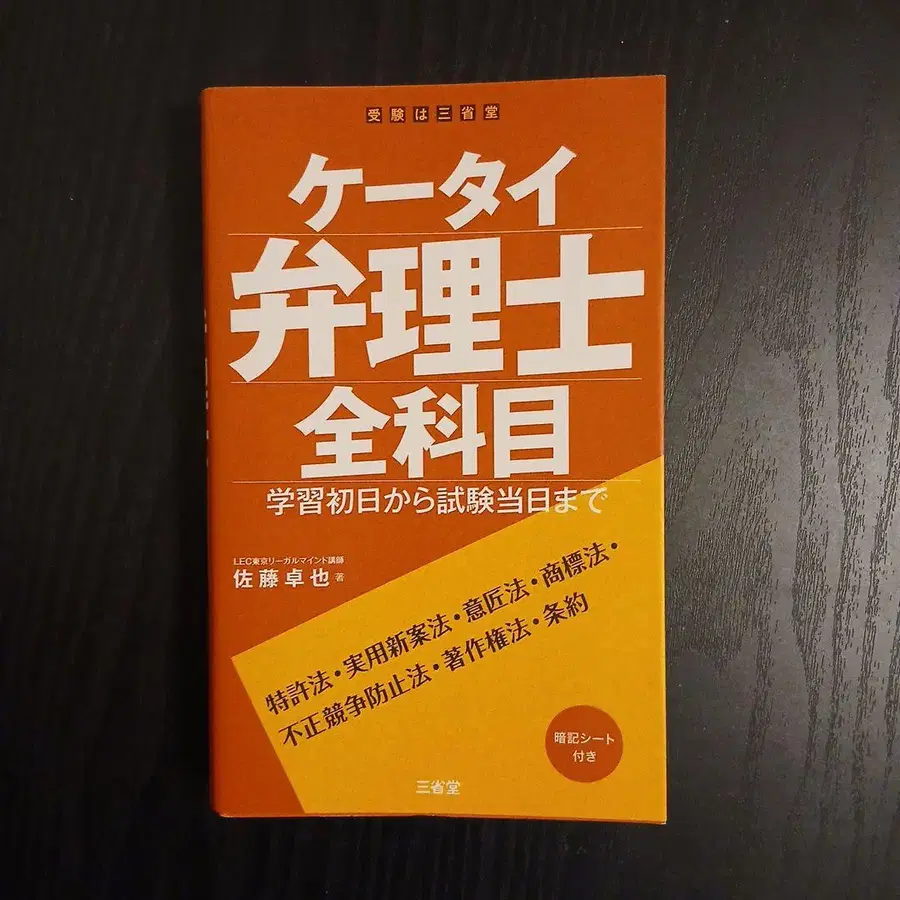 受験は三省堂
ケータイ
弁理士
全科目
学習初日から試験当日まで
LEC東京リーガルマインド講師
佐藤卓也 著
特許法・実用新案法・意匠法・商標法・
不正競争防止法・著作権法・条約
暗記シート
付き
三省堂